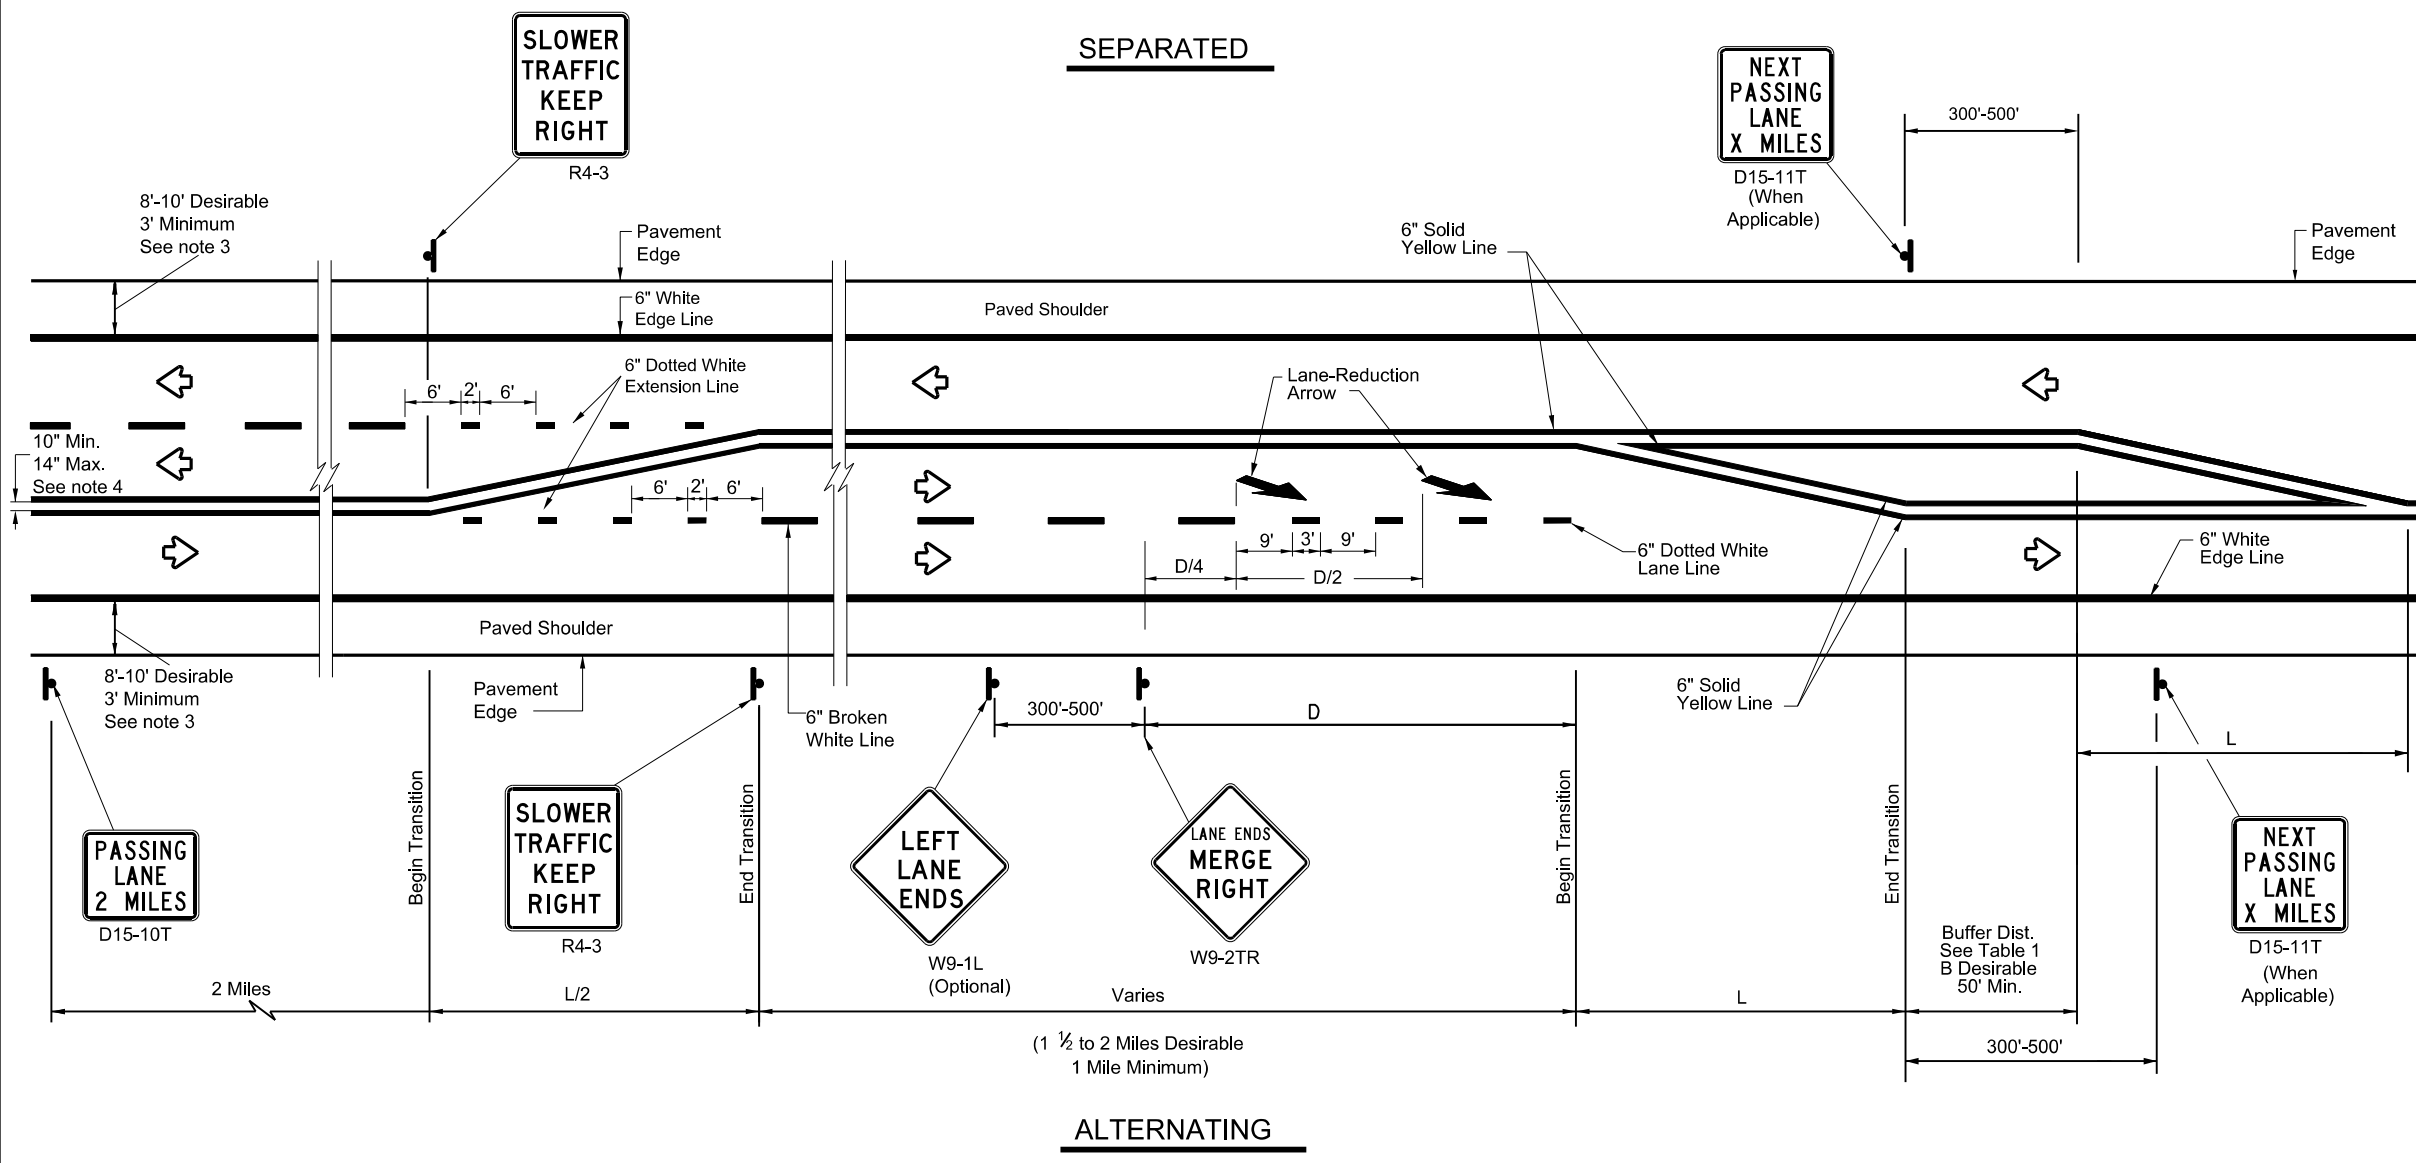 SEPARATED
SLOWER
TRAFFIC
KEEP
RIGHT
R4-3
NEXT
PASSING
LANE
X MILES
D15-11T
(When
Applicable)
300'-500'
8'-10' Desirable
3' Minimum
See note 3
Pavement
Edge
6" White
Edge Line
Paved Shoulder
6" Solid
Yellow Line
Pavement
Edge
6" Dotted White
Extension Line
6'
2'
6'
Lane-Reduction
Arrow
10" Min.
14" Max.
See note 4
6'
2'
6'
9'
3'
9'
D/4
D/2
6" Dotted White
Lane Line
6" White
Edge Line
Paved Shoulder
8'-10' Desirable
3' Minimum
See note 3
Pavement
Edge
6" Broken
White Line
300'-500'
D
6" Solid
Yellow Line
L
PASSING
LANE
2 MILES
D15-10T
Begin Transition
SLOWER
TRAFFIC
KEEP
RIGHT
R4-3
End Transition
LEFT
LANE
ENDS
W9-1L
(Optional)
LANE ENDS
MERGE
RIGHT
W9-2TR
Begin Transition
End Transition
Buffer Dist.
See Table 1
B Desirable
50' Min.
NEXT
PASSING
LANE
X MILES
D15-11T
(When
Applicable)
2 Miles
L/2
Varies
(1 ½ to 2 Miles Desirable
1 Mile Minimum)
L
300'-500'
ALTERNATING